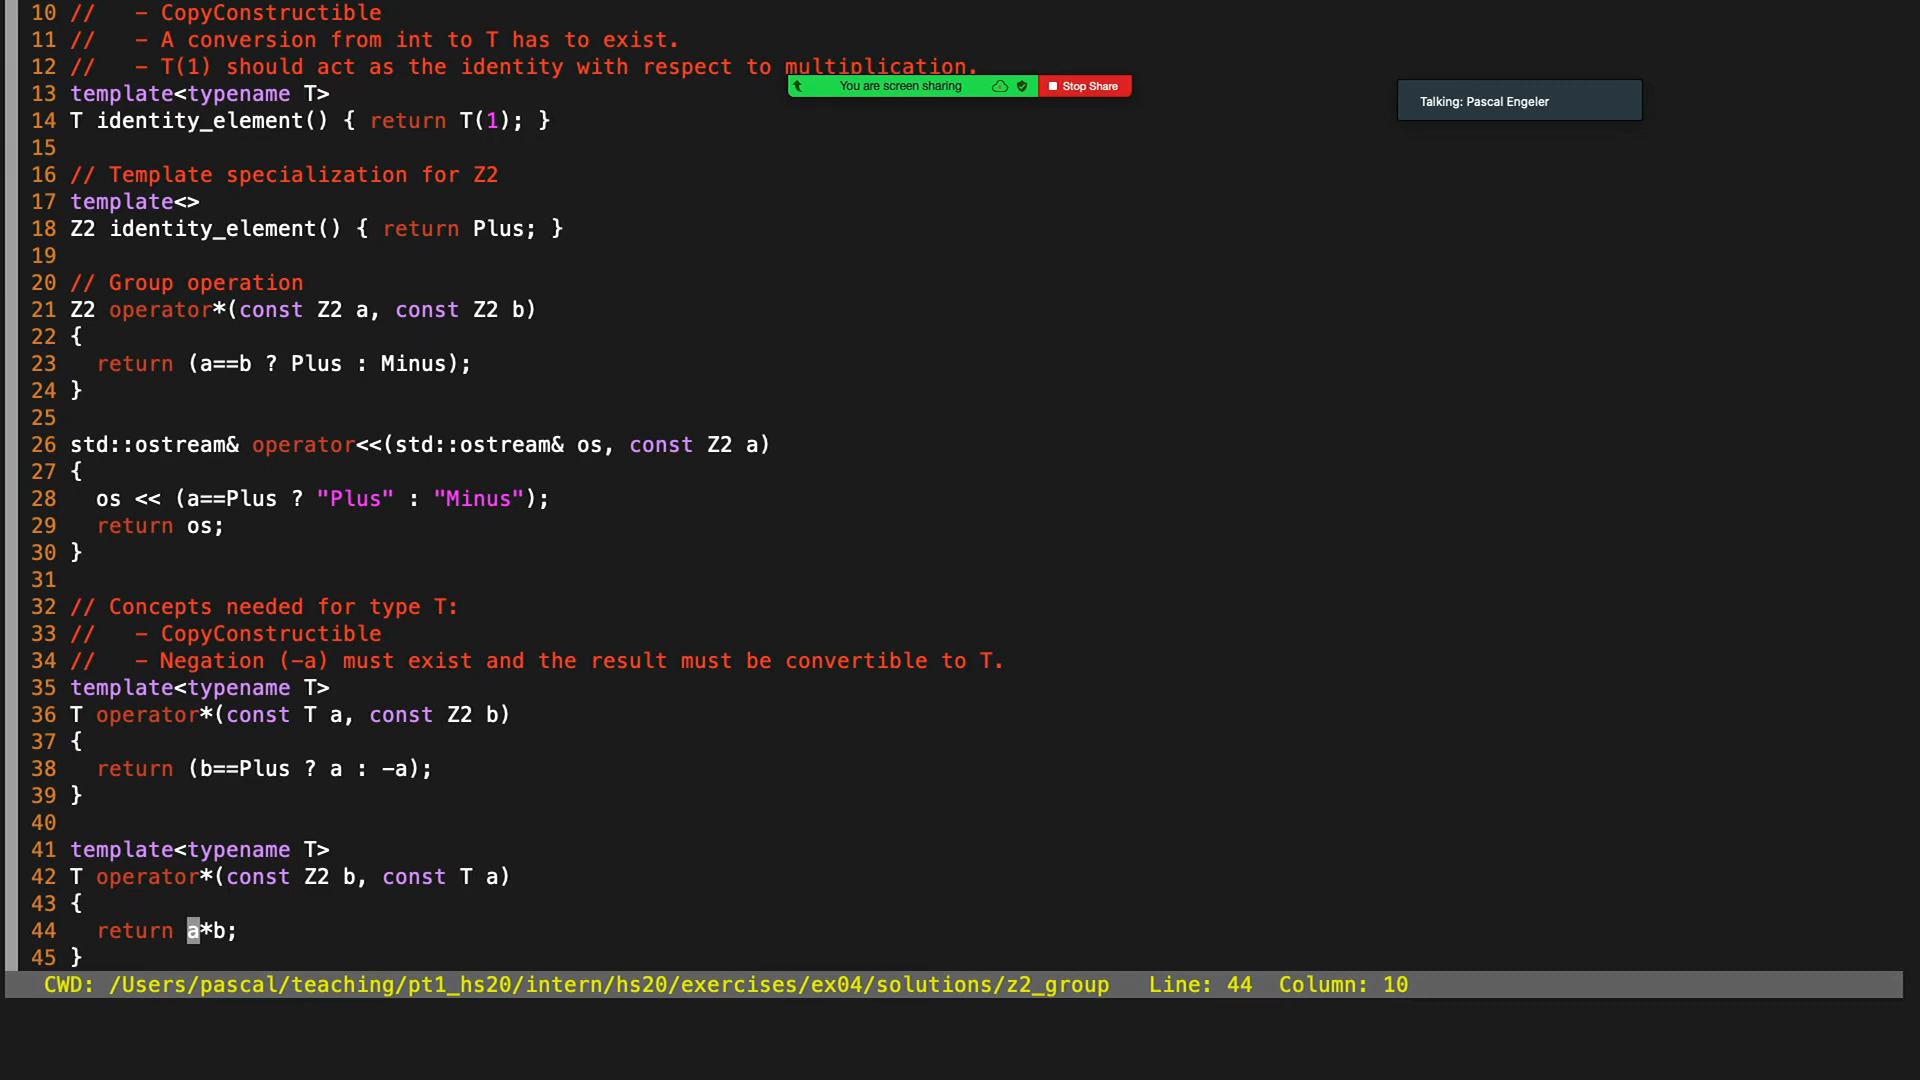 10 //   - CopyConstructible
11 //   - A conversion from int to T has to exist.
12 //   - T(1) should act as the identity with respect to multiplication.
You are screen sharing
Stop Share
Talking: Pascal Engeler
13 template<typename T>
14 T identity_element() { return T(1); }
15
16 // Template specialization for Z2
17 template<>
18 Z2 identity_element() { return Plus; }
19
20 // Group operation
21 Z2 operator*(const Z2 a, const Z2 b)
22 {
23   return (a==b ? Plus : Minus);
24 }
25
26 std::ostream& operator<<(std::ostream& os, const Z2 a)
27 {
28   os << (a==Plus ? "Plus" : "Minus");
29   return os;
30 }
31
32 // Concepts needed for type T:
33 //   - CopyConstructible
34 //   - Negation (-a) must exist and the result must be convertible to T.
35 template<typename T>
36 T operator*(const T a, const Z2 b)
37 {
38   return (b==Plus ? a : -a);
39 }
40
41 template<typename T>
42 T operator*(const Z2 b, const T a)
43 {
44   return a*b;
45 }
CWD: /Users/pascal/teaching/pt1_hs20/intern/hs20/exercises/ex04/solutions/z2_group   Line: 44  Column: 10